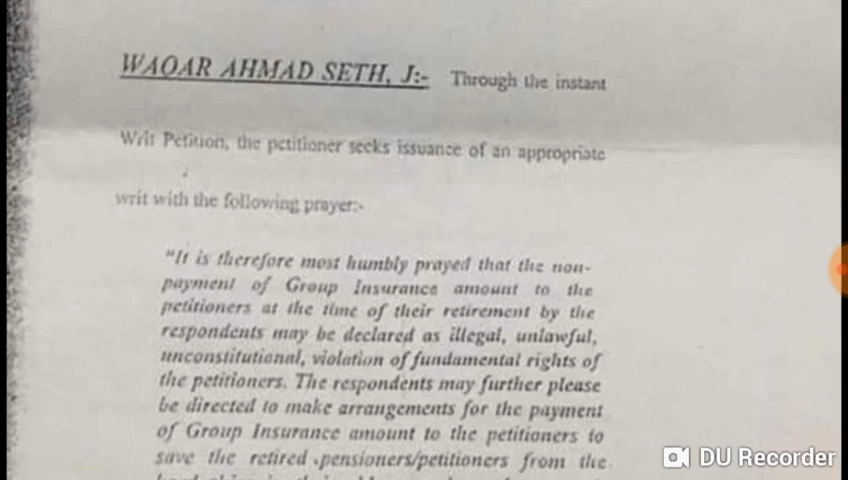 WAQAR AHMAD SETH, J:- Through the instant
Writ Petition, the petitioner seeks issuance of an appropriate
writ with the following prayer:-
"It is therefore most humbly prayed that the non-
payment of Group Insurance amount to the
petitioners at the time of their retirement by the
respondents may be declared as illegal, unlawful,
unconstitutional, violation of fundamental rights of
the petitioners. The respondents may further please
be directed to make arrangements for the payment
of Group Insurance amount to the petitioners to
save the retired pensioners/petitioners from the
DU Recorder